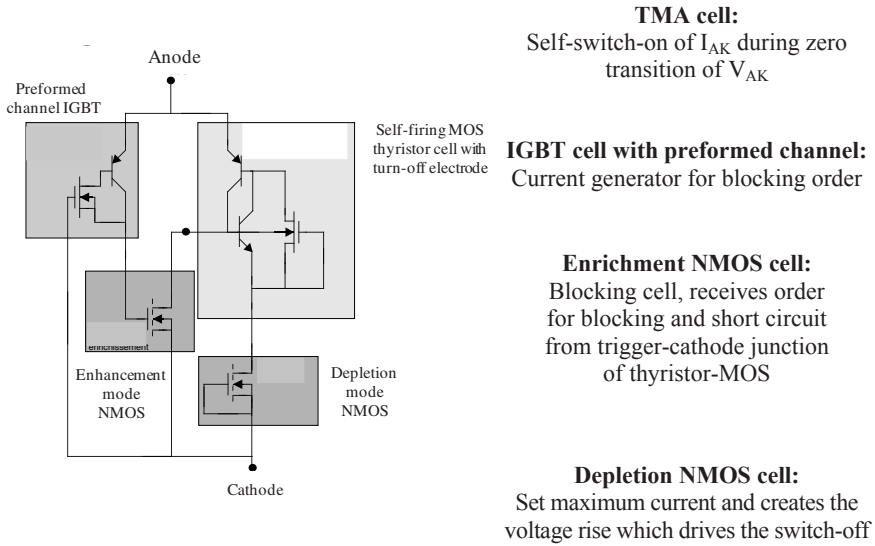 Anode
Preformed
channel IGBT
Self-firing MOS
thyristor cell with
turn-off electrode
enrichissement
Enhancement
mode
NMOS
Depletion
mode
NMOS
Cathode
TMA cell:
Self-switch-on of IAK during zero
transition of VAK
IGBT cell with preformed channel:
Current generator for blocking order
Enrichment NMOS cell:
Blocking cell, receives order
for blocking and short circuit
from trigger-cathode junction
of thyristor-MOS
Depletion NMOS cell:
Set maximum current and creates the
voltage rise which drives the switch-off